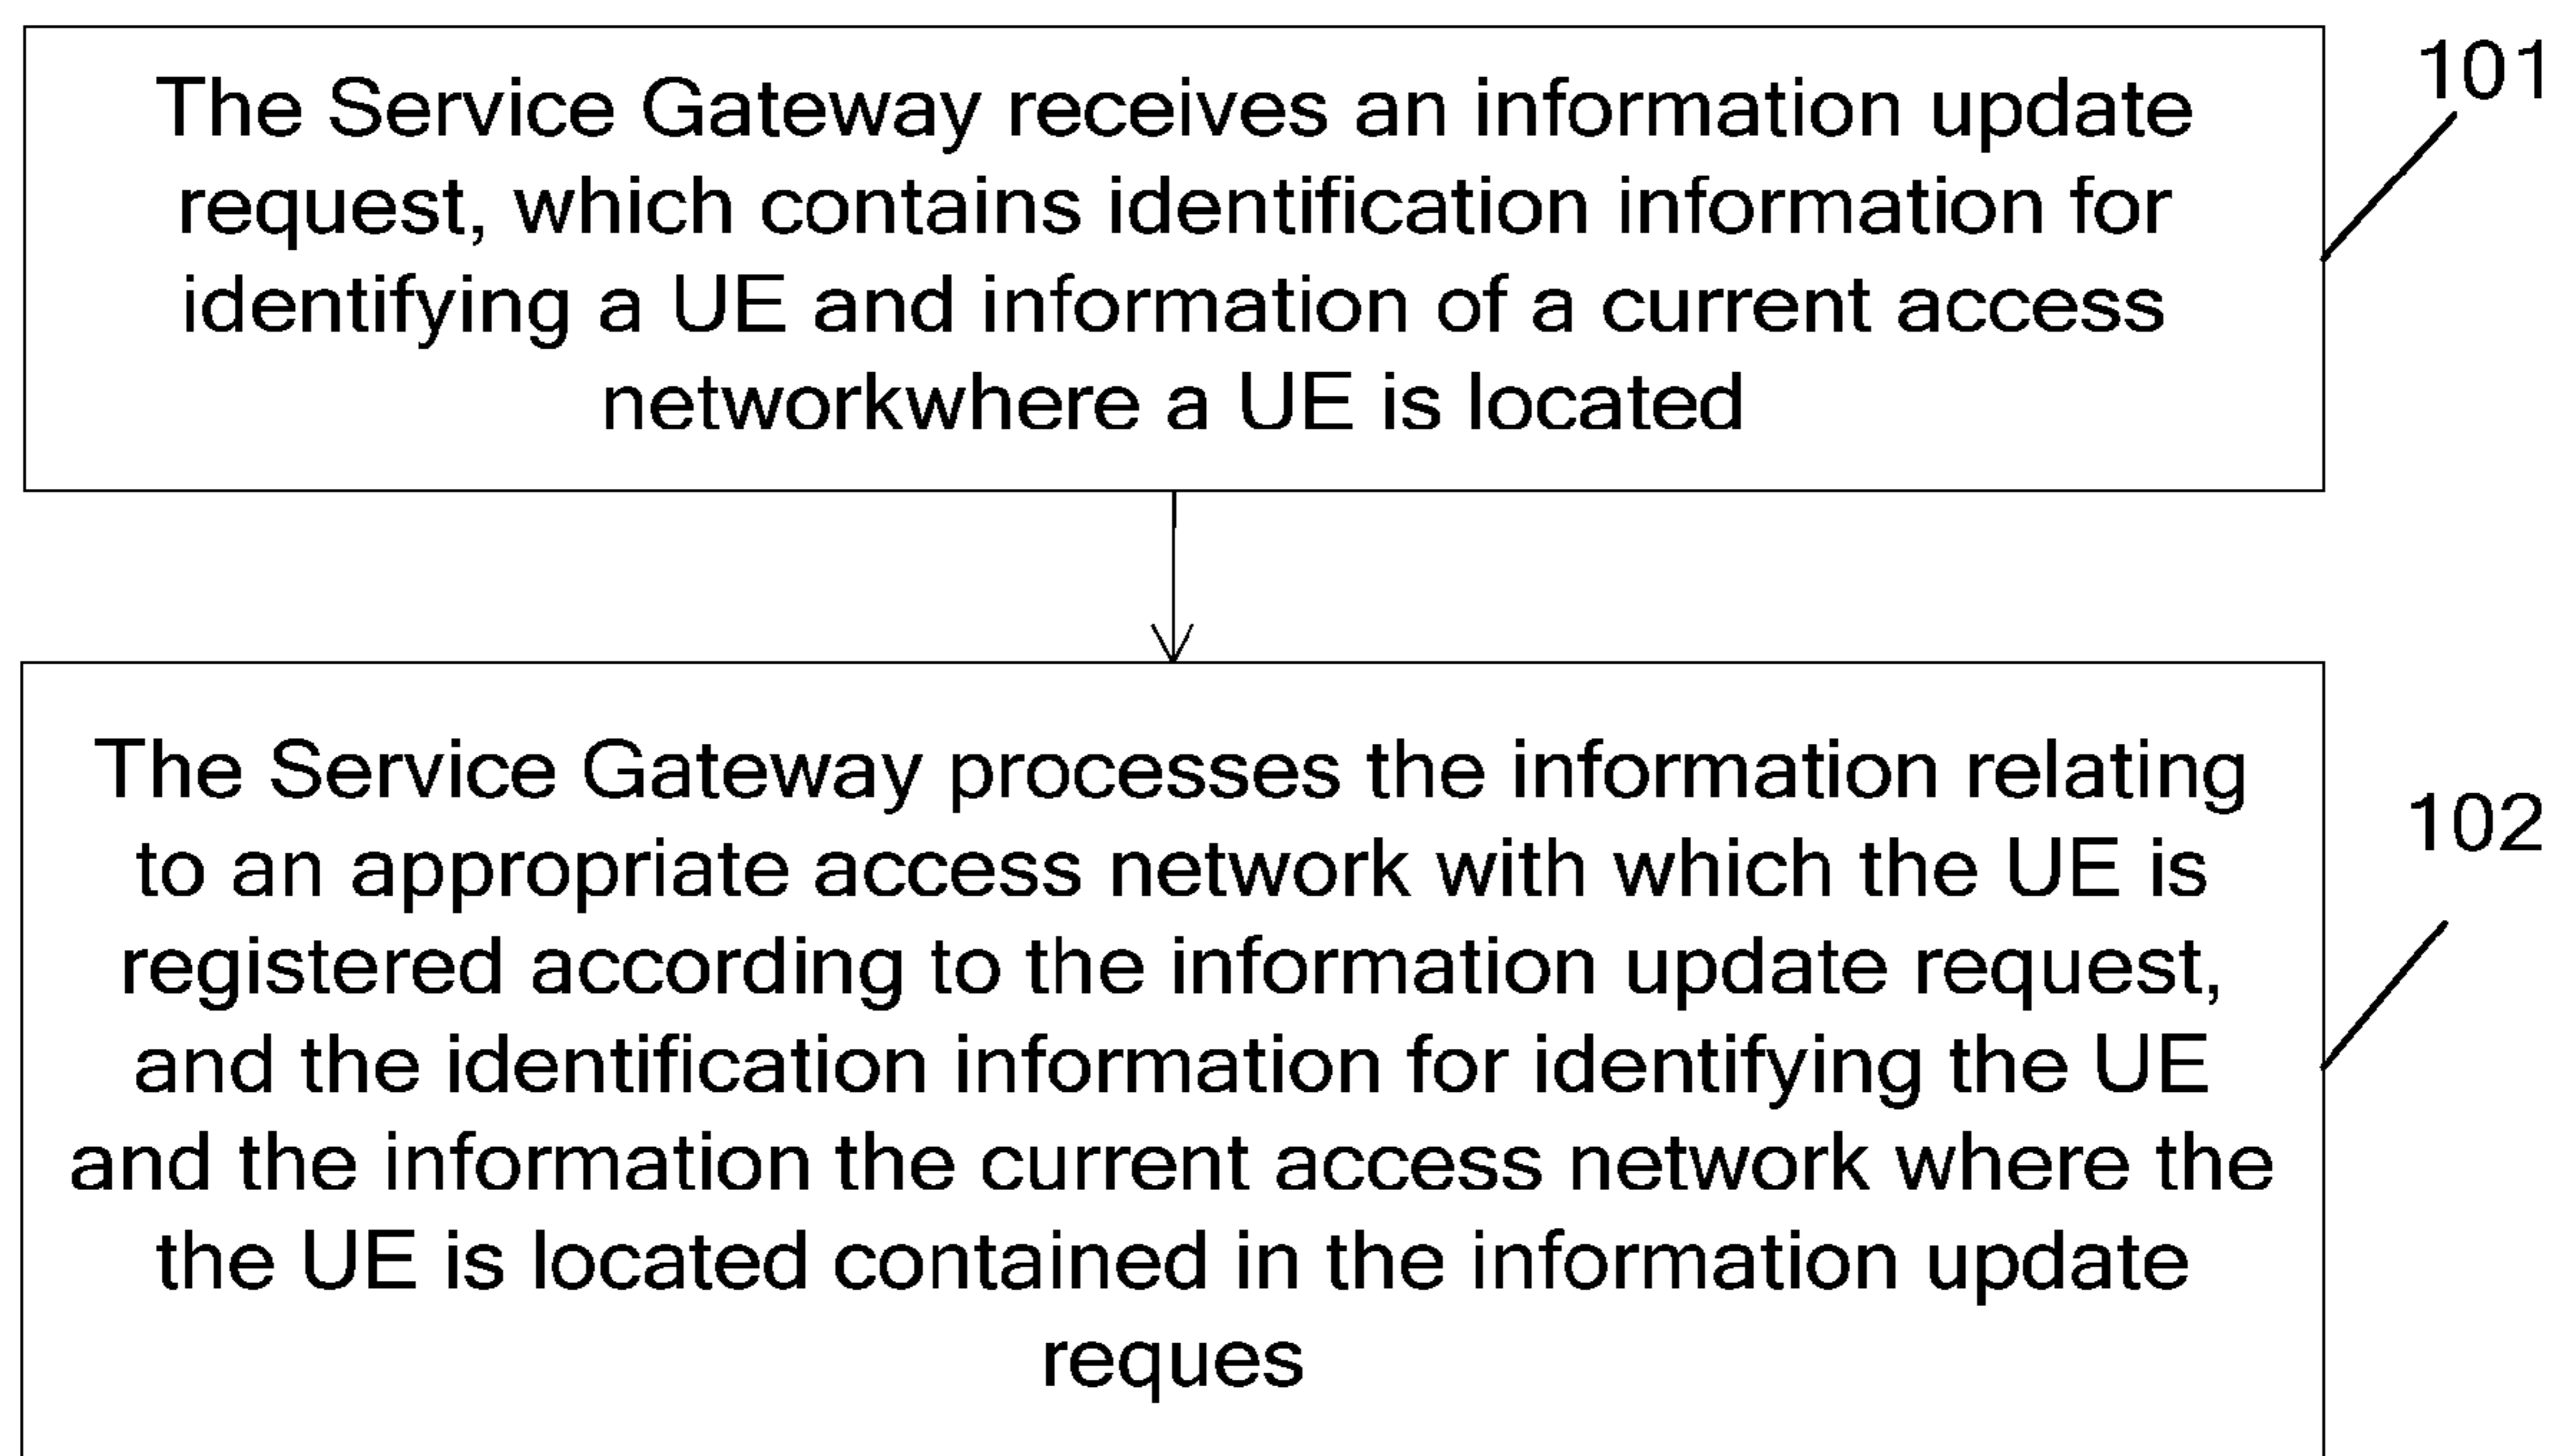 The Service Gateway receives an information update
request, which contains identification information for
identifying a UE and information of a current access
networkwhere a UE is located
101
The Service Gateway processes the information relating
to an appropriate access network with which the UE is
registered according to the information update request,
and the identification information for identifying the UE
and the information the current access network where the
the UE is located contained in the information update
reques
102